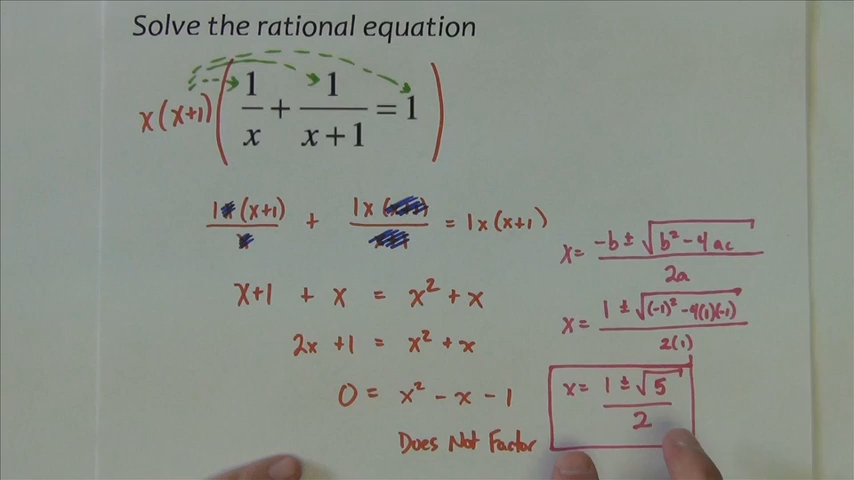 Solve the rational equation
x(x+1)(1/x + 1/(x+1) = 1)
1x(x+1)/x + 1x(x+1)/(x+1) = 1x(x+1)
x+1 + x = x² + x
2x + 1 = x² + x
0 = x² - x - 1
Does Not Factor
x = (-b ± √(b² - 4ac))/2a
x = (1 ± √((-1)² - 4(1)(-1)))/2(1)
x = (1 ± √5)/2